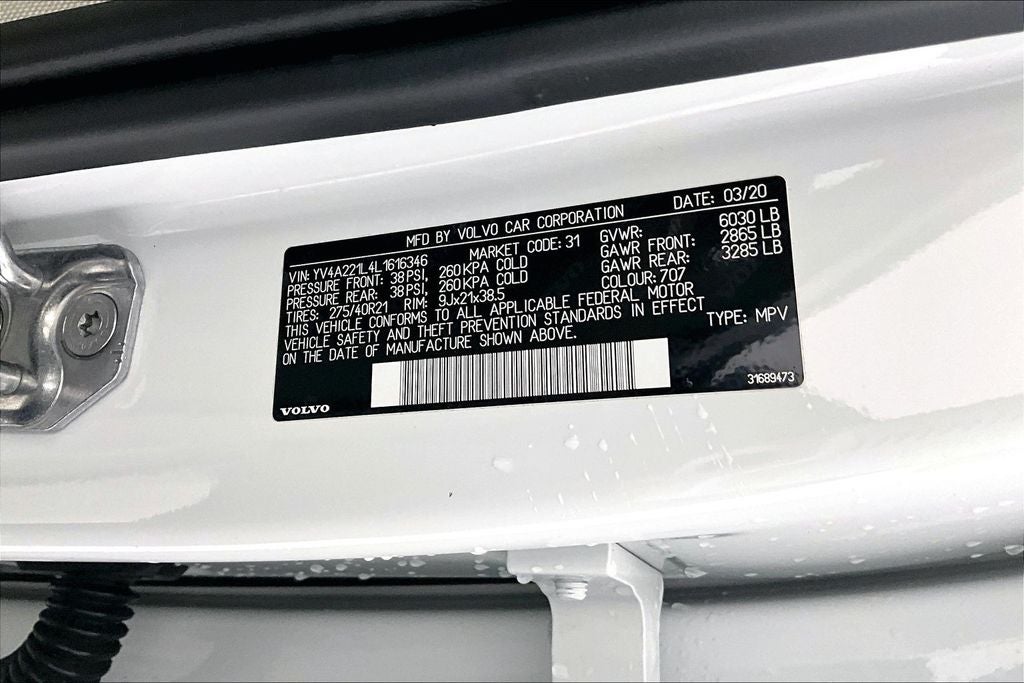 MFD BY VOLVO CAR CORPORATION DATE: 03/20
VIN: YV4A221L4L1616346 MARKET CODE: 31 GVWR: 6030 LB
PRESSURE FRONT: 38 PSI, 260 KPA COLD GAWR FRONT: 2865 LB
PRESSURE REAR: 38 PSI, 260 KPA COLD GAWR REAR: 3285 LB
TIRES: 275/40R21 RIM: 9Jx21x38.5 COLOUR: 707
THIS VEHICLE CONFORMS TO ALL APPLICABLE FEDERAL MOTOR
VEHICLE SAFETY AND THEFT PREVENTION STANDARDS IN EFFECT
ON THE DATE OF MANUFACTURE SHOWN ABOVE. TYPE: MPV
VOLVO 31689473